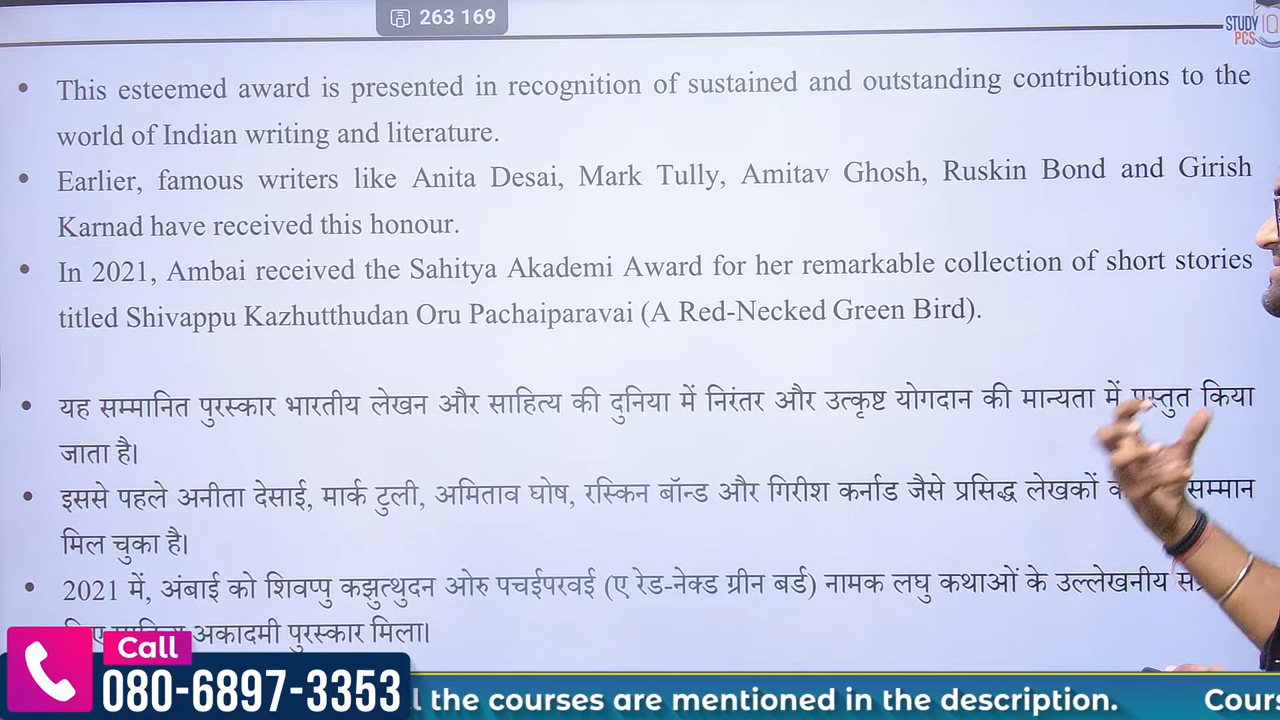 263 169
STUDY IQ
PCS
• This esteemed award is presented in recognition of sustained and outstanding contributions to the
world of Indian writing and literature.
• Earlier, famous writers like Anita Desai, Mark Tully, Amitav Ghosh, Ruskin Bond and Girish
Karnad have received this honour.
• In 2021, Ambai received the Sahitya Akademi Award for her remarkable collection of short stories
titled Shivappu Kazhutthudan Oru Pachaiparavai (A Red-Necked Green Bird).
• यह सम्मानित पुरस्कार भारतीय लेखन और साहित्य की दुनिया में निरंतर और उत्कृष्ट योगदान की मान्यता में प्रस्तुत किया
जाता है।
• इससे पहले अनीता देसाई, मार्क टुली, अमिताव घोष, रस्किन बॉन्ड और गिरीश कर्नाड जैसे प्रसिद्ध लेखकों सम्मान
मिल चुका है।
• 2021 में, अंबाई को शिवप्पु कझुत्थुदन ओरु पचईपरवई (ए रेड-नेक्ड ग्रीन बर्ड) नामक लघु कथाओं के उल्लेखनीय
अकादमी पुरस्कार मिला।
Call
080-6897-3353
the courses are mentioned in the description.